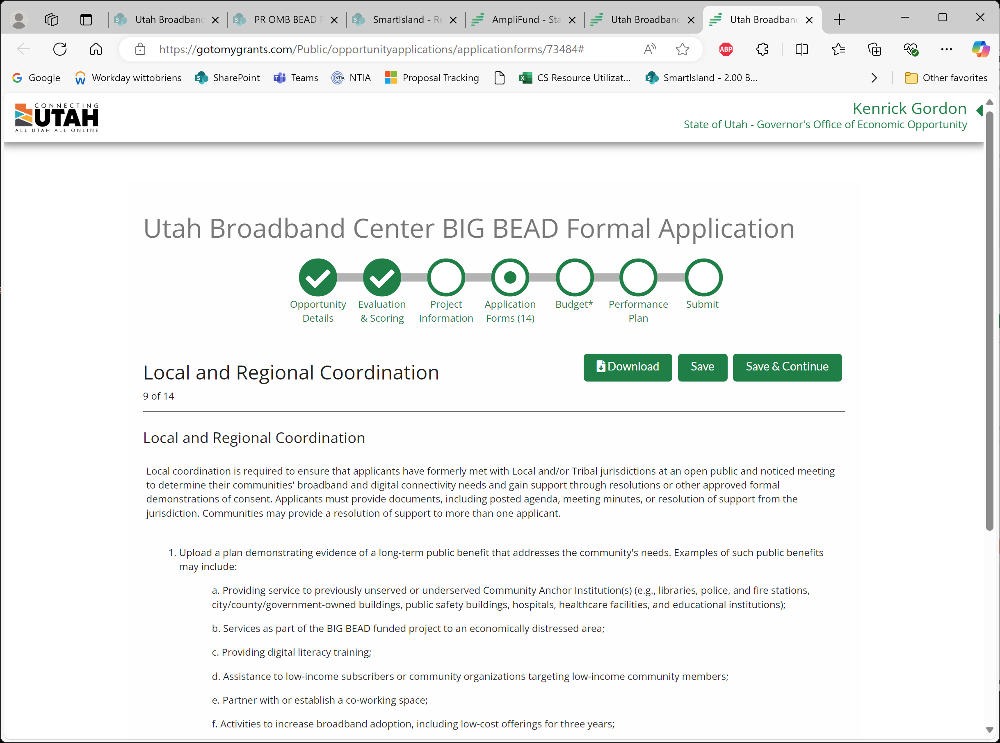 Utah Broadband
PR OMB BEAD
SmartIsland - Re
AmpliFund - Sta
Utah Broadband
Utah Broadband
https://gotomygrants.com/Public/opportunityapplications/applicationforms/73484#
ABP
Google
Workday wittobriens
SharePoint
Teams
NTIA
Proposal Tracking
CS Resource Utilizat...
SmartIsland - 2.00 B...
Other favorites
CONNECTING
UTAH
ALL UTAH ALL ONLINE
Kenrick Gordon
State of Utah - Governor's Office of Economic Opportunity
Utah Broadband Center BIG BEAD Formal Application
Opportunity Details
Evaluation & Scoring
Project Information
Application Forms (14)
Budget*
Performance Plan
Submit
Local and Regional Coordination
Download
Save
Save & Continue
9 of 14
Local and Regional Coordination
Local coordination is required to ensure that applicants have formerly met with Local and/or Tribal jurisdictions at an open public and noticed meeting
to determine their communities' broadband and digital connectivity needs and gain support through resolutions or other approved formal
demonstrations of consent. Applicants must provide documents, including posted agenda, meeting minutes, or resolution of support from the
jurisdiction. Communities may provide a resolution of support to more than one applicant.
1. Upload a plan demonstrating evidence of a long-term public benefit that addresses the community's needs. Examples of such public benefits
may include:
a. Providing service to previously unserved or underserved Community Anchor Institution(s) (e.g., libraries, police, and fire stations,
city/county/government-owned buildings, public safety buildings, hospitals, healthcare facilities, and educational institutions);
b. Services as part of the BIG BEAD funded project to an economically distressed area;
c. Providing digital literacy training;
d. Assistance to low-income subscribers or community organizations targeting low-income community members;
e. Partner with or establish a co-working space;
f. Activities to increase broadband adoption, including low-cost offerings for three years;